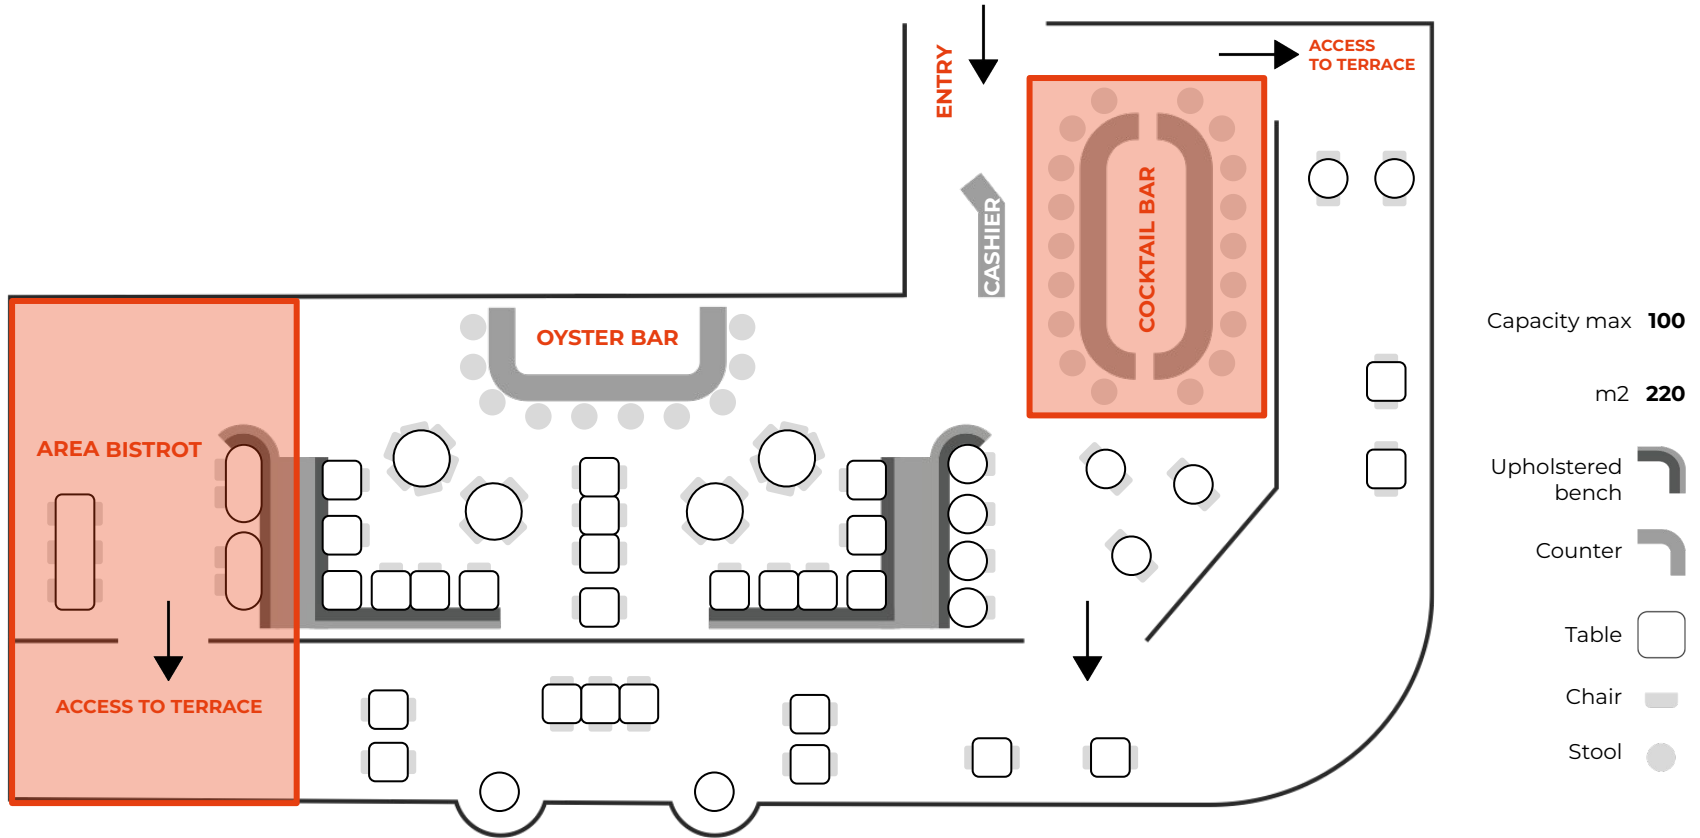 ENTRY
ACCESS
TO TERRACE
CASHIER
COCKTAIL BAR
OYSTER BAR
AREA BISTROT
ACCESS TO TERRACE
Capacity max 100
m2 220
Upholstered
bench
Counter
Table
Chair
Stool